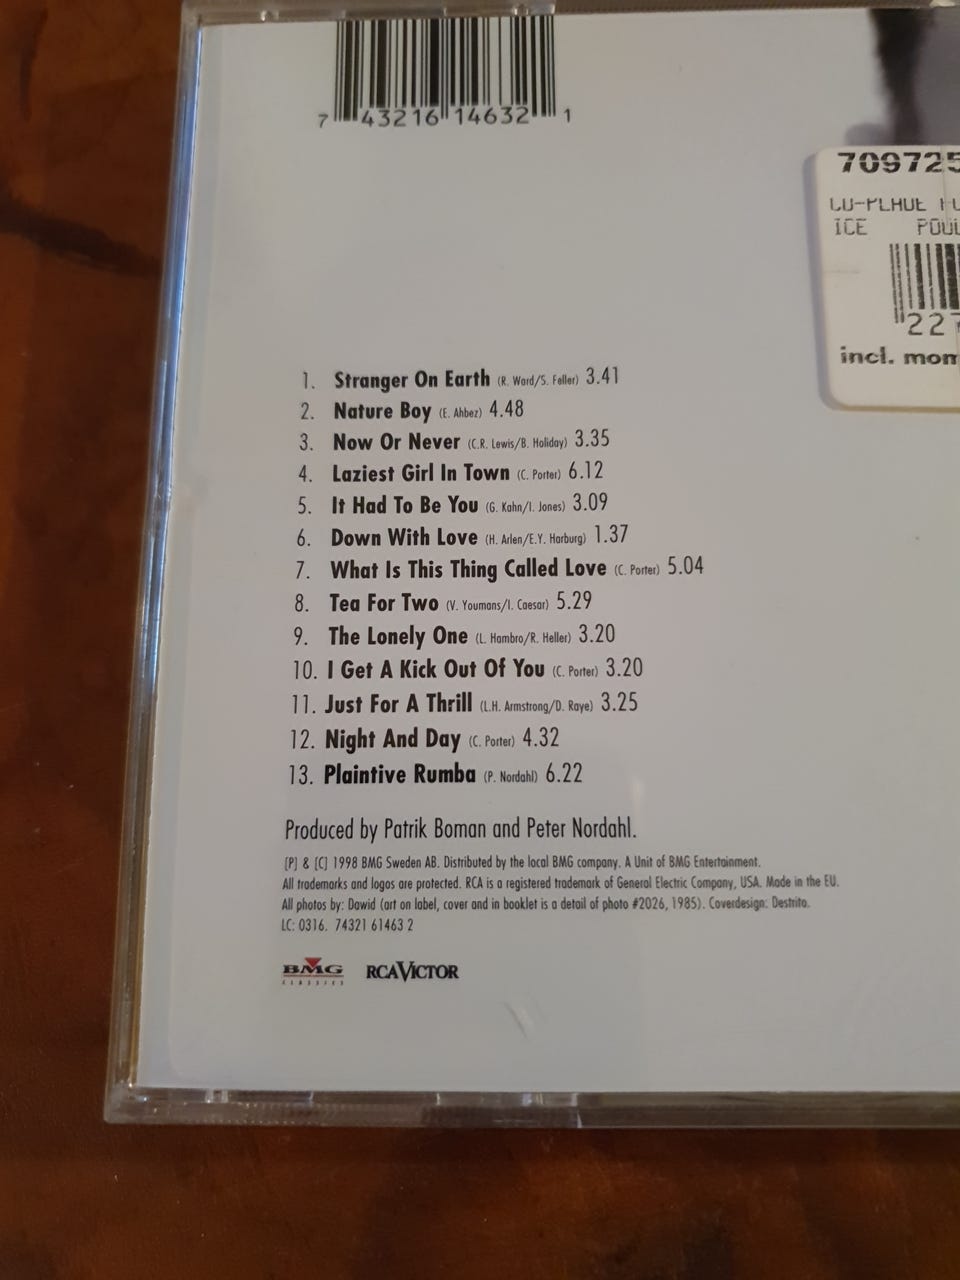 7 43216 14632 1
709725
ICE
22
incl.
1. Stranger On Earth (R. Ward/S. Feller) 3.41
2. Nature Boy (E. Ahbez) 4.48
3. Now Or Never (C.R. Lewis/B. Holiday) 3.35
4. Laziest Girl In Town (C. Porter) 6.12
5. It Had To Be You (G. Kahn/I. Jones) 3.09
6. Down With Love (H. Arlen/E.Y. Harburg) 1.37
7. What Is This Thing Called Love (C. Porter) 5.04
8. Tea For Two (V. Youmans/I. Caesar) 5.29
9. The Lonely One (L. Hambro/R. Heller) 3.20
10. I Get A Kick Out Of You (C. Porter) 3.20
11. Just For A Thrill (L.H. Armstrong/D. Raye) 3.25
12. Night And Day (C. Porter) 4.32
13. Plaintive Rumba (P. Nordahl) 6.22
Produced by Patrik Boman and Peter Nordahl.
[P] & [C] 1998 BMG Sweden AB. Distributed by the local BMG company. A Unit of BMG Entertainment.
All trademarks and logos are protected. RCA is a registered trademark of General Electric Company, USA. Made in the EU.
All photos by: Dawid (art on label, cover and in booklet is a detail of photo #2026, 1985). Coverdesign: Destrito.
LC: 0316. 74321 61463 2
BMG CLASSICS RCA VICTOR